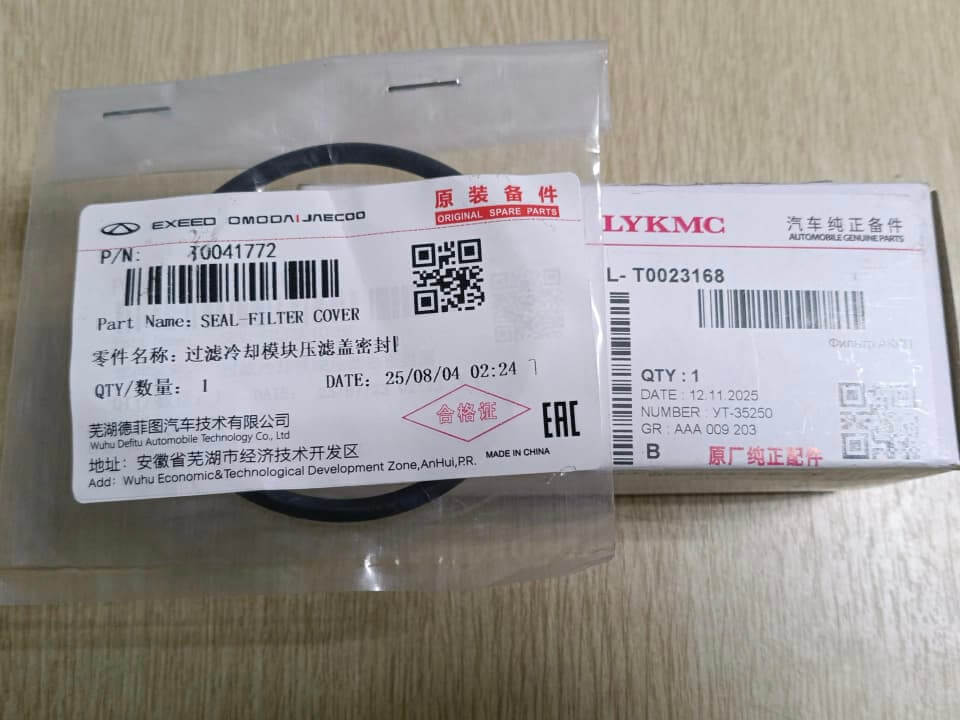 EXEED OMODA | JAECOO
原装备件
ORIGINAL SPARE PARTS
P/N: T0041772
Part Name: SEAL-FILTER COVER
零件名称: 过滤冷却模块压滤盖密封
QTY/数量: 1 DATE: 25/08/04 02:24
合格证
EAC
芜湖德菲图汽车技术有限公司
Wuhu Defitu Automobile Technology Co., Ltd
地址: 安徽省芜湖市经济技术开发区
MADE IN CHINA
Add: Wuhu Economic&Technological Development Zone,AnHui,P.R.
LYKMC
汽车纯正备件
AUTOMOBILE GENUINE PARTS
L- T0023168
Фильтр АКПП
QTY : 1
DATE : 12.11.2025
NUMBER : YT-35250
GR : AAA 009 203
B 原厂纯正配件